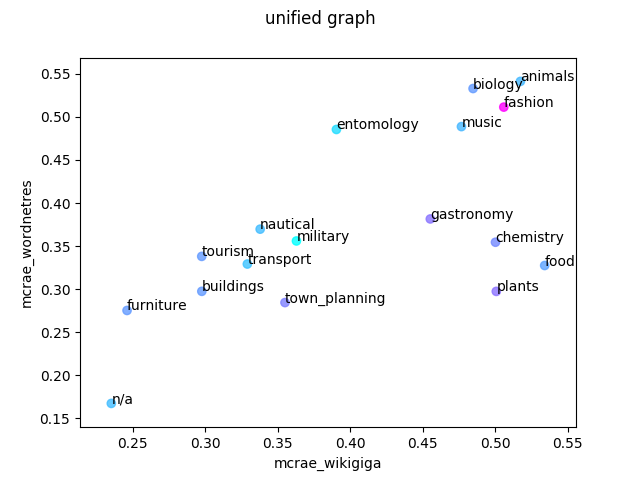 unified graph
0.55
0.50
0.45
0.40
0.35
0.30
0.25
0.20
0.15
mcrae_wordnetres
animals
biology
fashion
music
entomology
gastronomy
nautical
military
chemistry
tourism
transport
food
buildings
town_planning
plants
furniture
n/a
0.25 0.30 0.35 0.40 0.45 0.50 0.55
mcrae_wikigiga